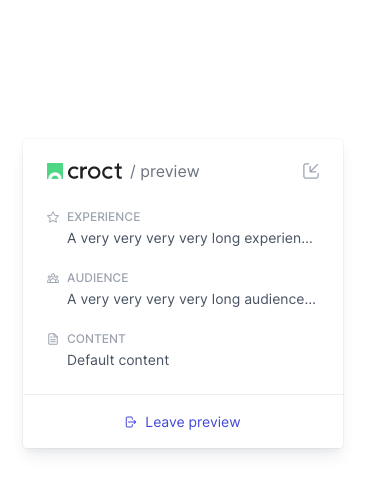 croct / preview
EXPERIENCE
A very very very very long experien...
AUDIENCE
A very very very very long audience...
CONTENT
Default content
Leave preview